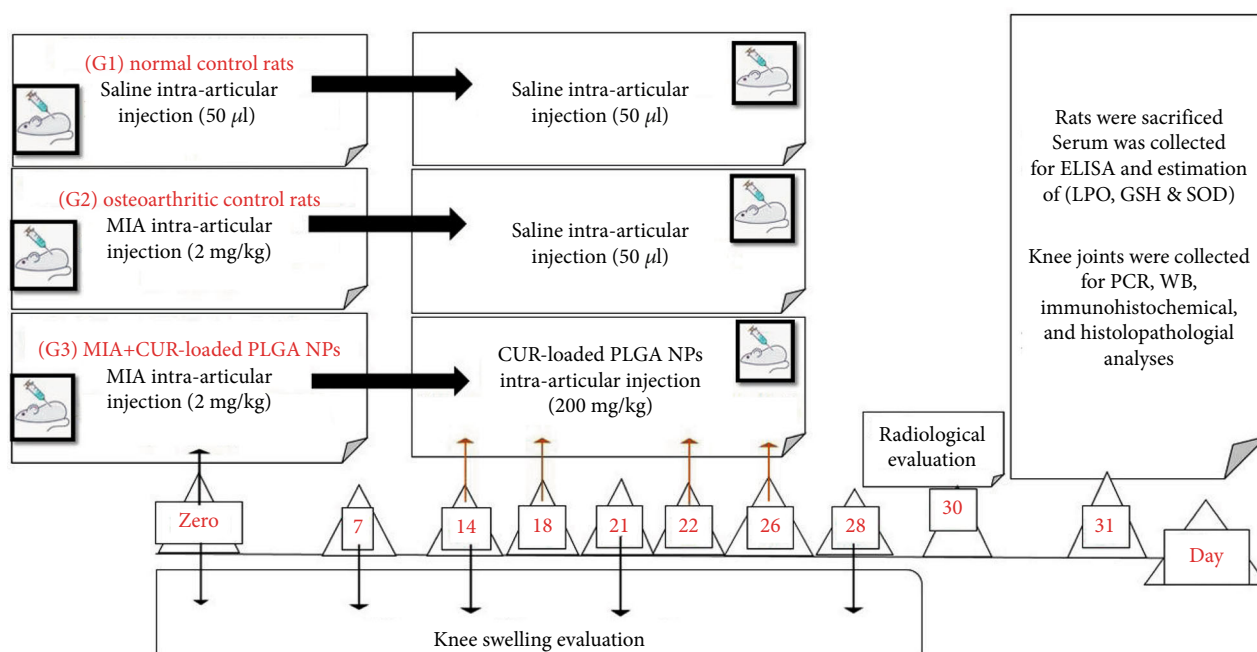 (G1) normal control rats
Saline intra-articular
injection (50 μl)
Saline intra-articular
injection (50 μl)
(G2) osteoarthritic control rats
MIA intra-articular
injection (2 mg/kg)
Saline intra-articular
injection (50 μl)
(G3) MIA+CUR-loaded PLGA NPs
MIA intra-articular
injection (2 mg/kg)
CUR-loaded PLGA NPs
intra-articular injection
(200 mg/kg)
Rats were sacrificed
Serum was collected
for ELISA and estimation
of (LPO, GSH & SOD)
Knee joints were collected
for PCR, WB,
immunohistochemical,
and histolopathologial
analyses
Radiological
evaluation
Zero
7
14
18
21
22
26
28
30
31
Day
Knee swelling evaluation